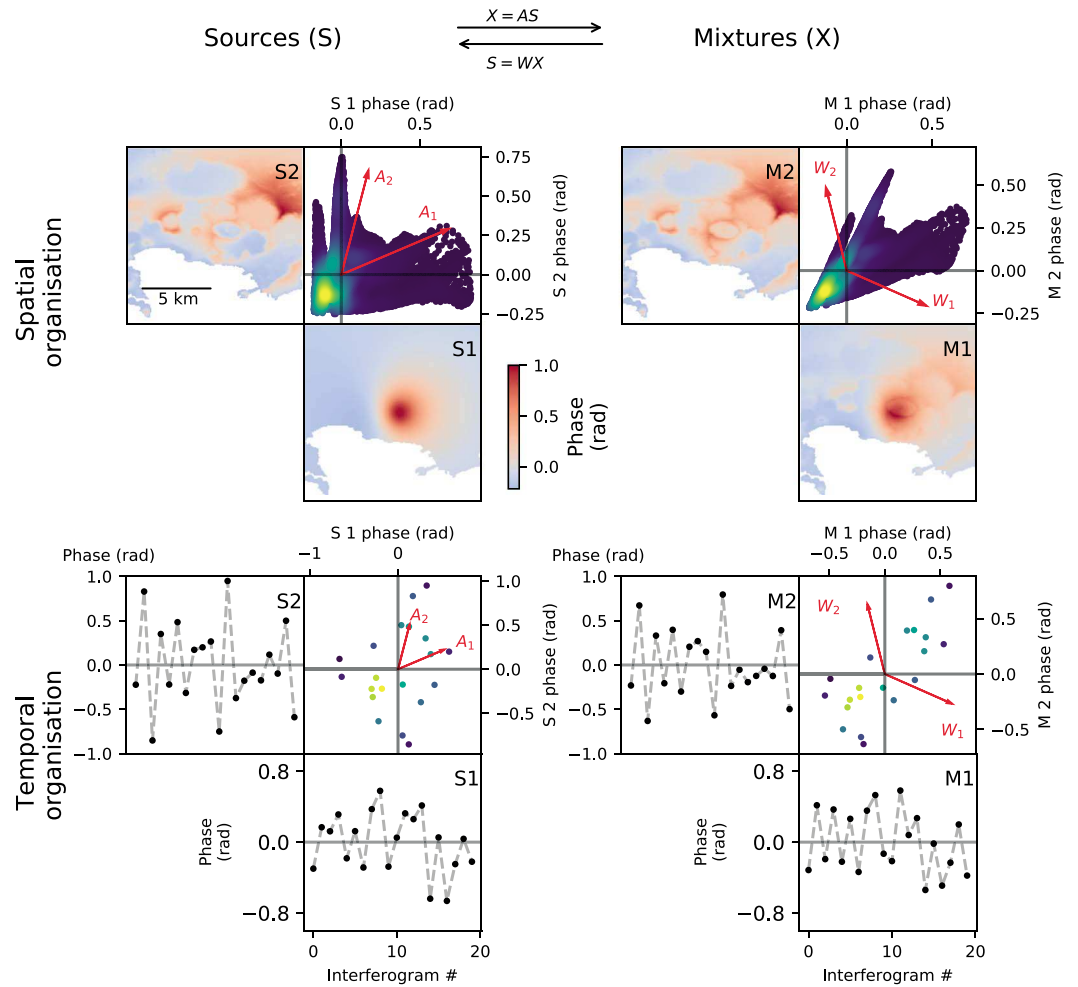 X = AS
Sources (S)
Mixtures (X)
S = WX
S 1 phase (rad)
0.0 0.5
M 1 phase (rad)
0.0 0.5
Spatial
organisation
S2
5 km
A2
A1
0.75
0.50
0.25
0.00
−0.25
S 2 phase (rad)
M2
W2
W1
0.50
0.25
0.00
−0.25
M 2 phase (rad)
S1
1.0
0.5
0.0
Phase
(rad)
M1
Temporal
organisation
S 1 phase (rad)
−1 0
Phase (rad)
1.0
0.5
0.0
−0.5
−1.0
S2
A2
A1
1.0
0.5
0.0
−0.5
S 2 phase (rad)
M 1 phase (rad)
−0.5 0.0 0.5
Phase (rad)
1.0
0.5
0.0
−0.5
−1.0
M2
W2
W1
0.5
0.0
−0.5
M 2 phase (rad)
0.8
0.0
−0.8
Phase
(rad)
S1
0 10 20
Interferogram #
0.8
0.0
−0.8
Phase
(rad)
M1
0 10 20
Interferogram #